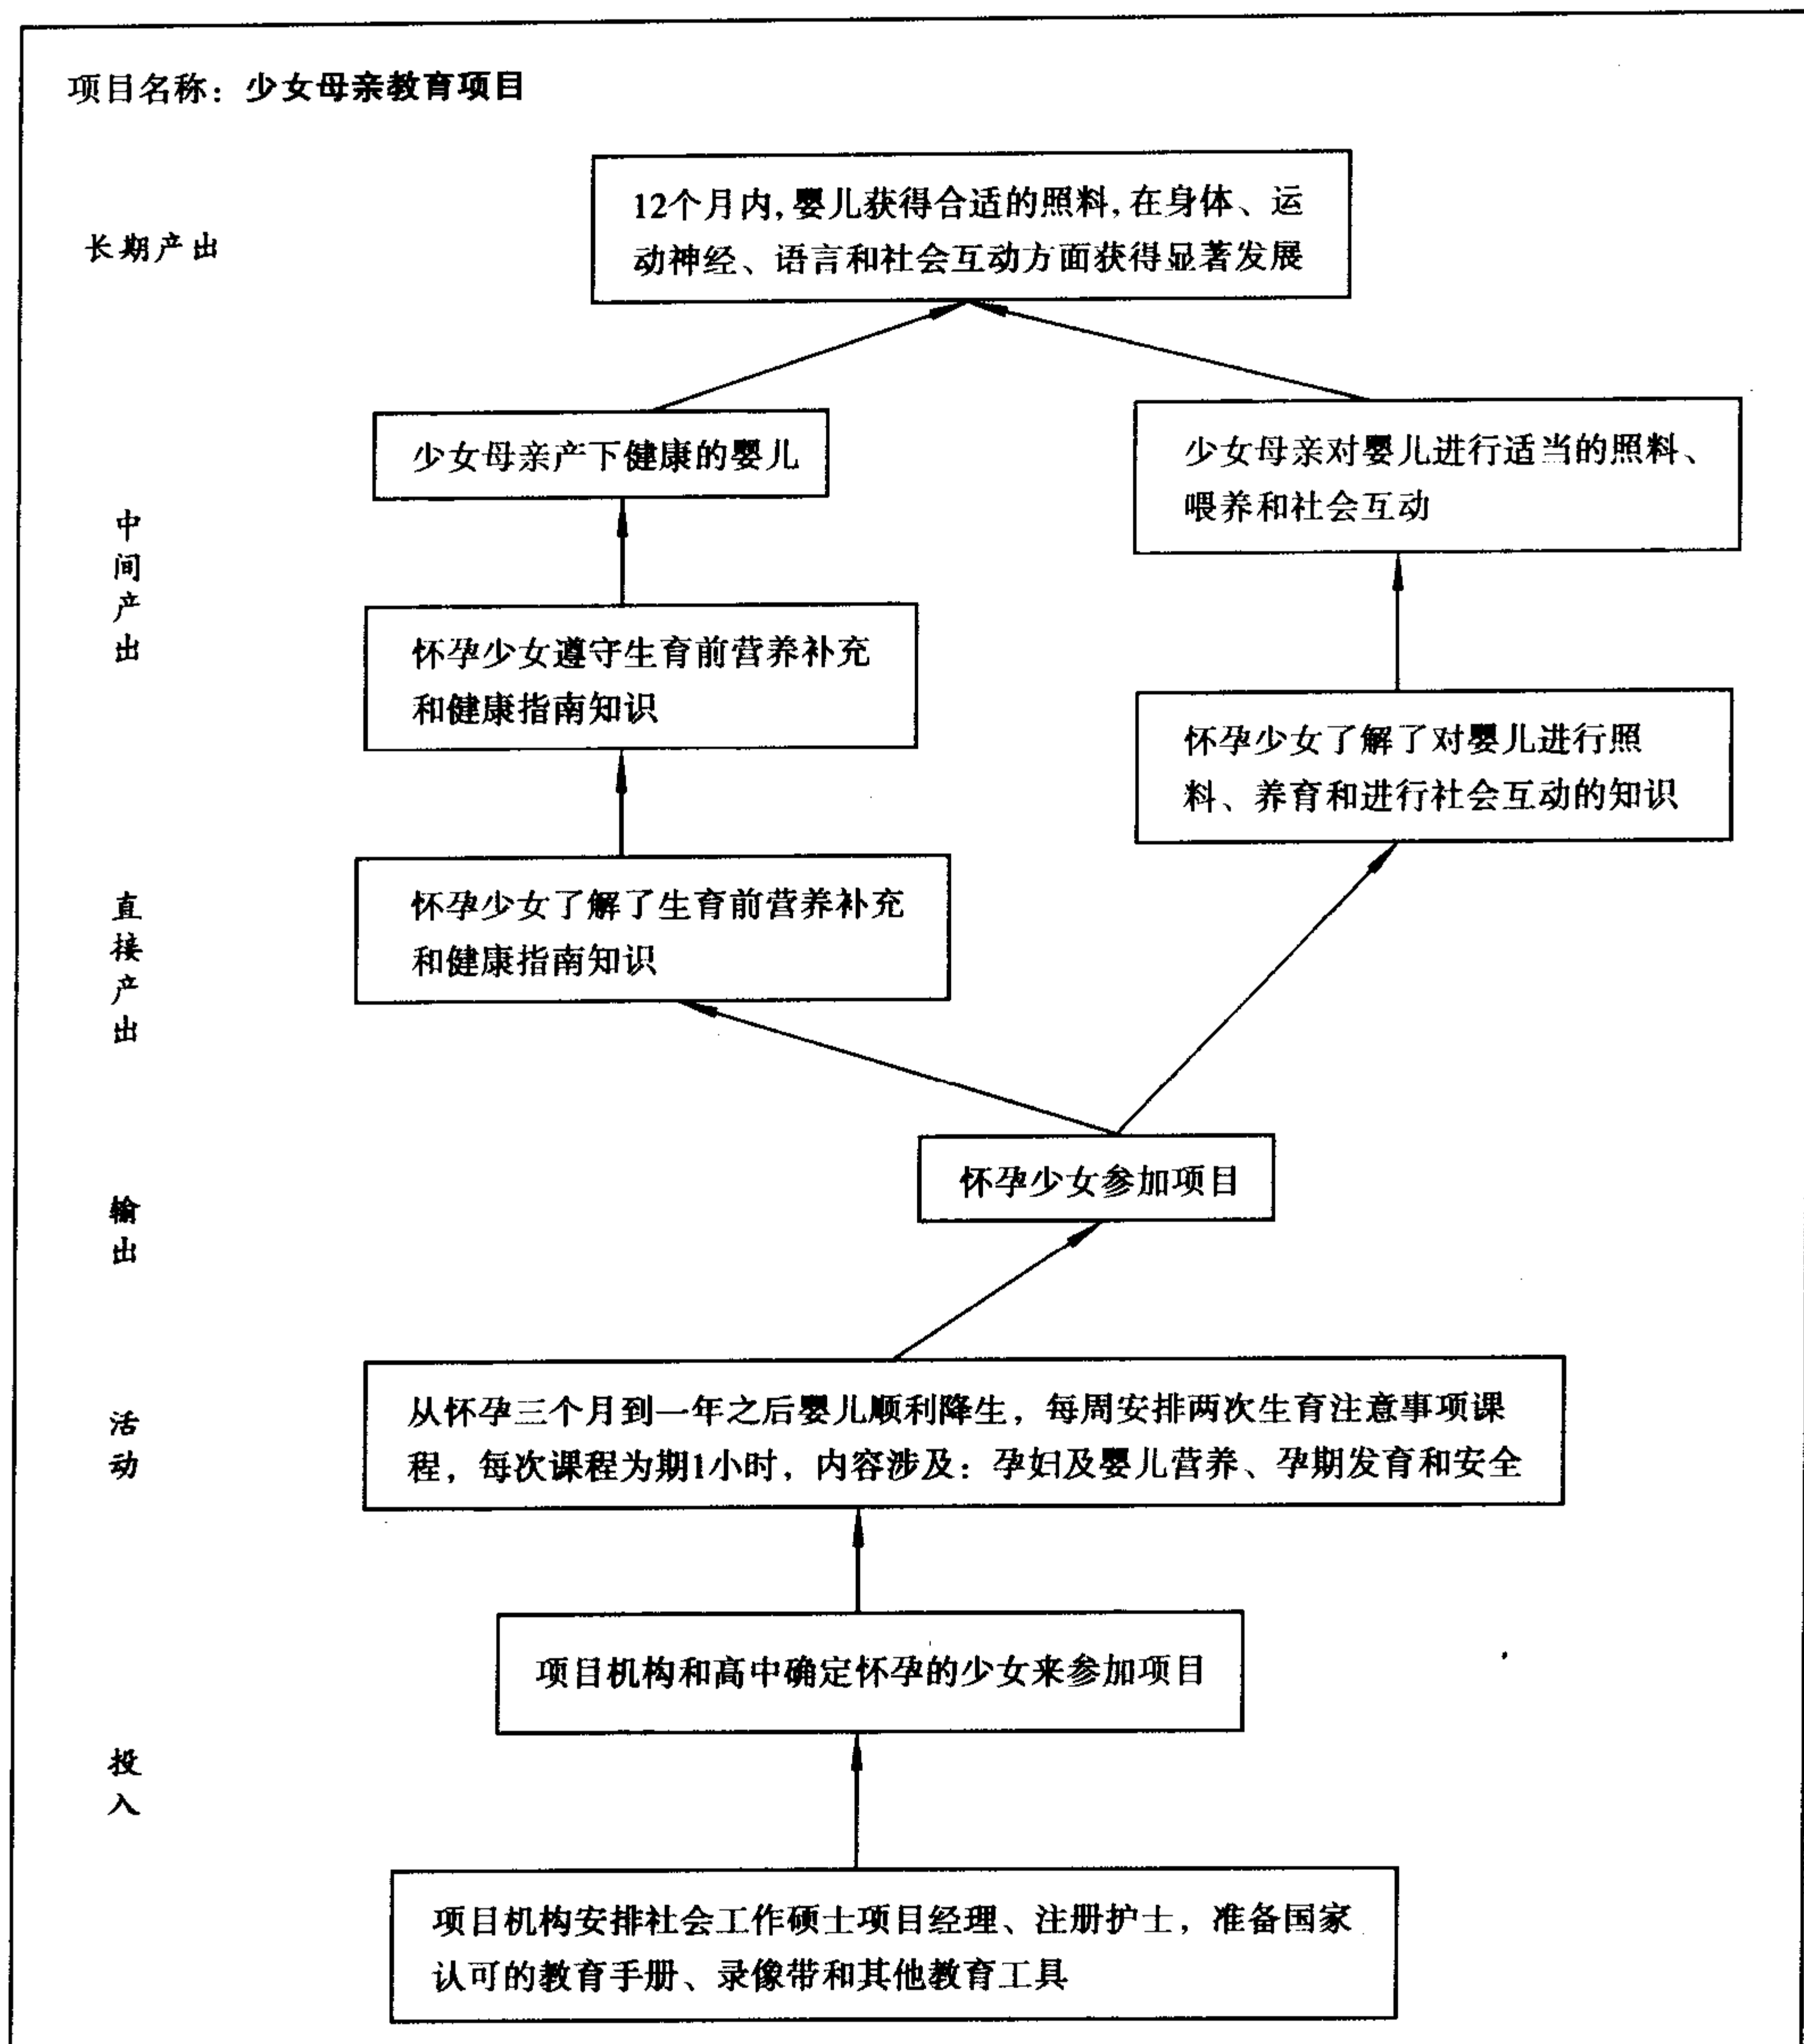 项目名称：少女母亲教育项目
长期产出
12个月内,婴儿获得合适的照料,在身体、运
动神经、语言和社会互动方面获得显著发展
少女母亲产下健康的婴儿
少女母亲对婴儿进行适当的照料、
喂养和社会互动
中间产出
怀孕少女遵守生育前营养补充
和健康指南知识
怀孕少女了解了对婴儿进行照
料、养育和进行社会互动的知识
直接产出
怀孕少女了解了生育前营养补充
和健康指南知识
输出
怀孕少女参加项目
活动
从怀孕三个月到一年之后婴儿顺利降生，每周安排两次生育注意事项课
程，每次课程为期1小时，内容涉及：孕妇及婴儿营养、孕期发育和安全
项目机构和高中确定怀孕的少女来参加项目
投入
项目机构安排社会工作硕士项目经理、注册护士，准备国家
认可的教育手册、录像带和其他教育工具